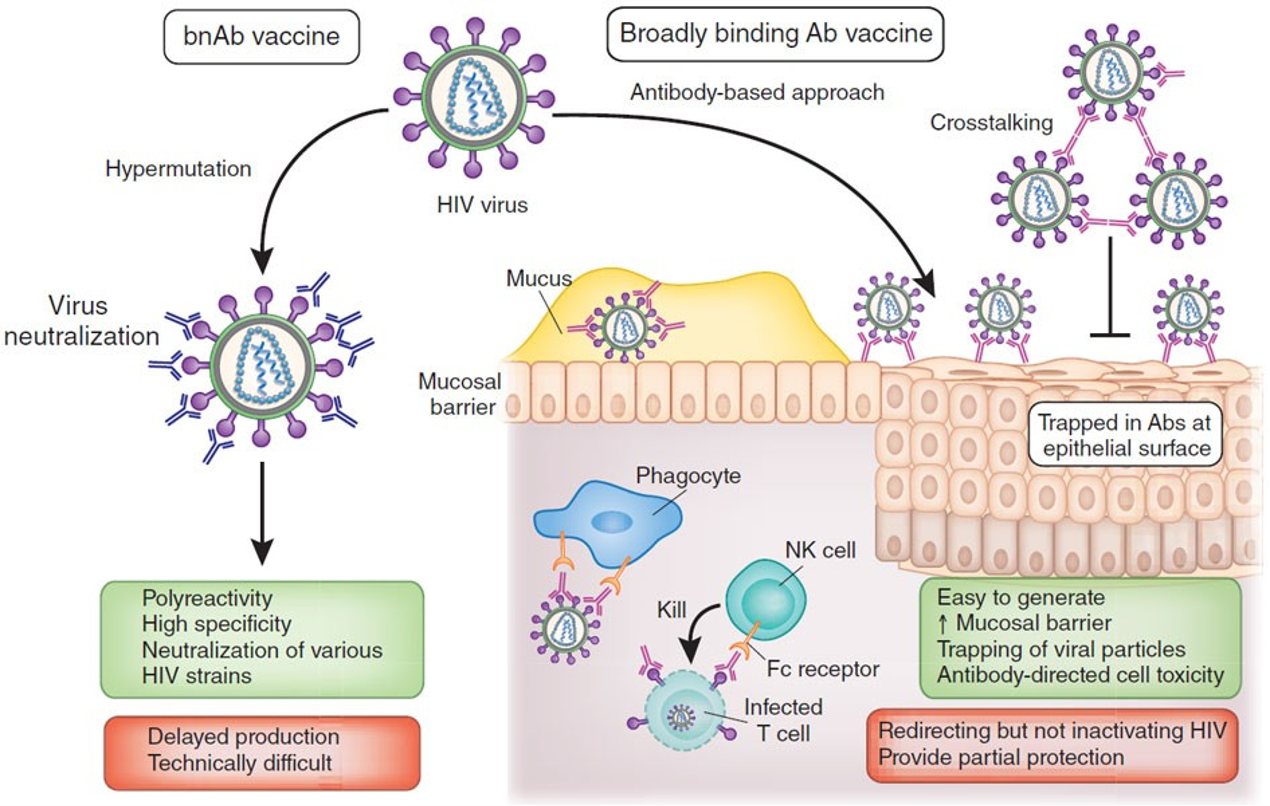 bnAb vaccine
Broadly binding Ab vaccine
Antibody-based approach
Crosstalking
Hypermutation
HIV virus
Mucus
Virus
neutralization
Mucosal
barrier
Trapped in Abs at
epithelial surface
Phagocyte
NK cell
Kill
Fc receptor
Infected
T cell
Polyreactivity
High specificity
Neutralization of various
HIV strains
Delayed production
Technically difficult
Easy to generate
↑ Mucosal barrier
Trapping of viral particles
Antibody-directed cell toxicity
Redirecting but not inactivating HIV
Provide partial protection